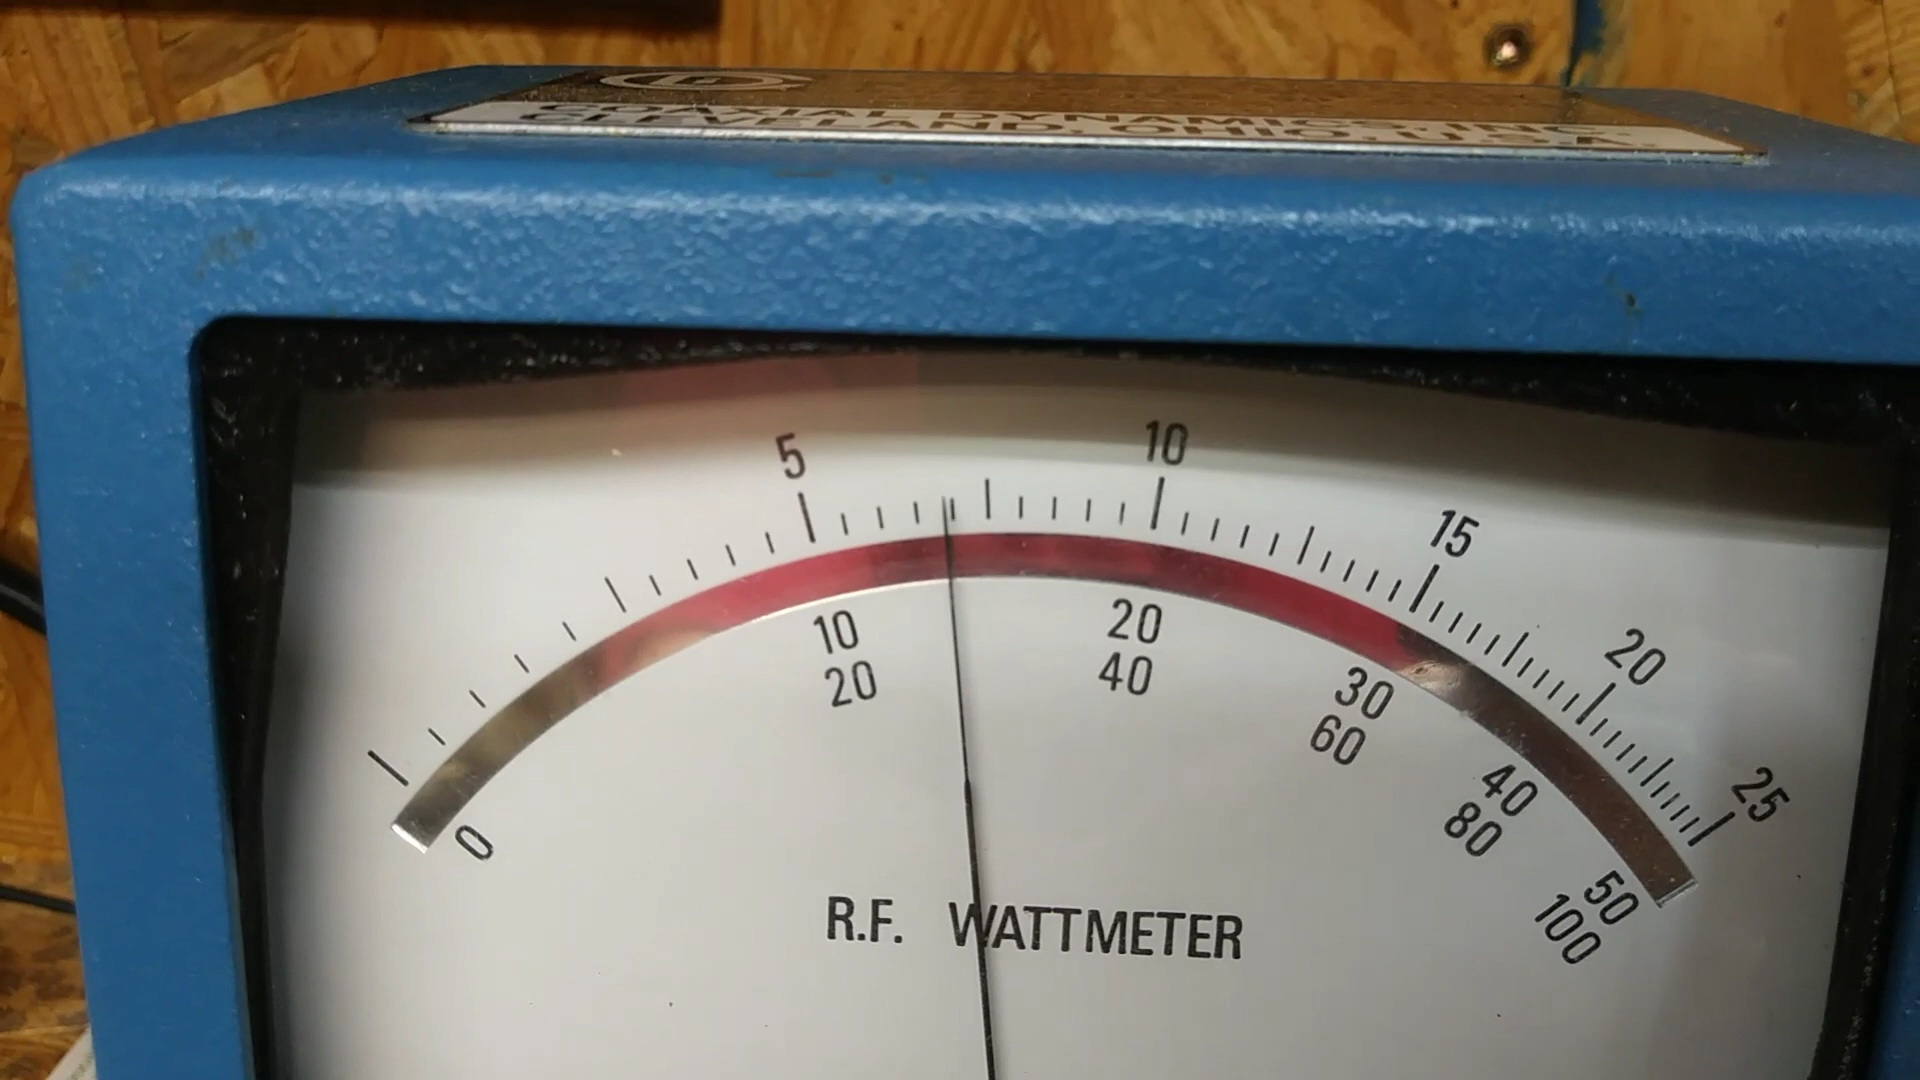 COAXIAL DYNAMICS, INC.
CLEVELAND, OHIO, U.S.A.
5 10 15 20 25
0 10 20 30 40 50
20 40 60 80 100
R.F. WATTMETER